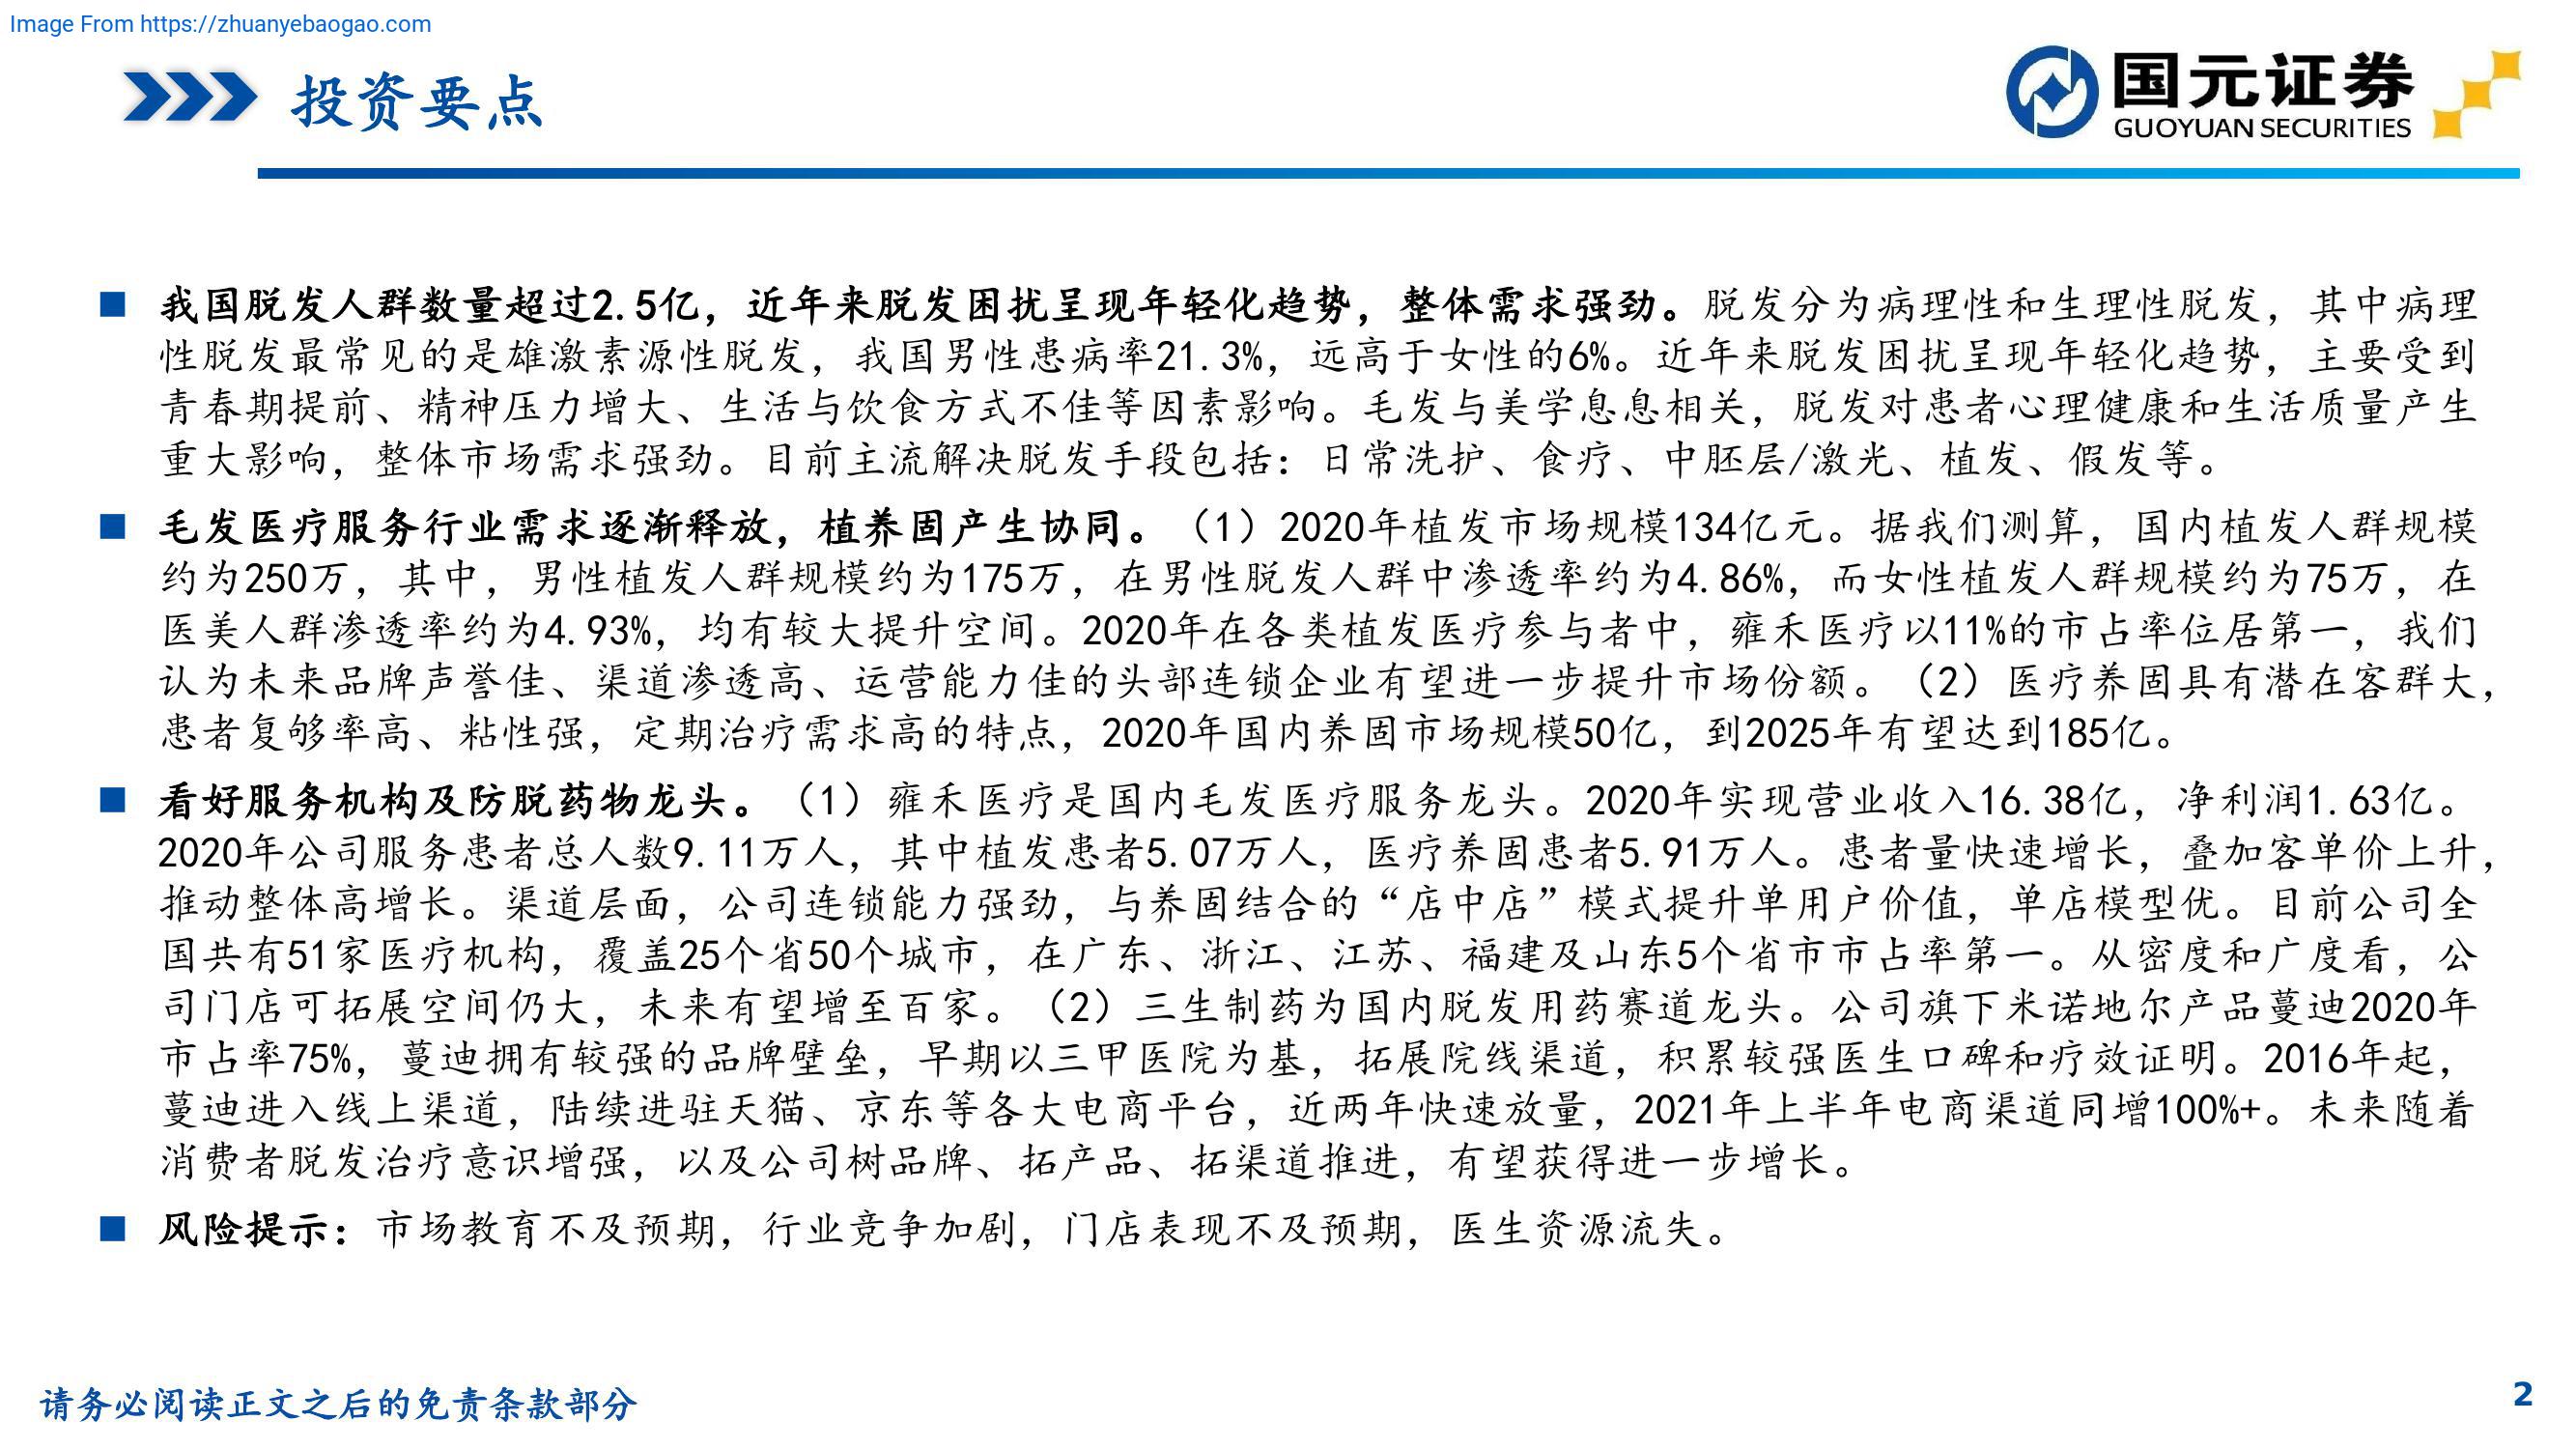 Image From https://zhuanyebaogao.com
投资要点
国元证券
GUOYUAN SECURITIES
我国脱发人群数量超过2.5亿，近年来脱发困扰呈现年轻化趋势，整体需求强劲。脱发分为病理性和生理性脱发，其中病理
性脱发最常见的是雄激素源性脱发，我国男性患病率21.3%，远高于女性的6%。近年来脱发困扰呈现年轻化趋势，主要受到
青春期提前、精神压力增大、生活与饮食方式不佳等因素影响。毛发与美学息息相关，脱发对患者心理健康和生活质量产生
重大影响，整体市场需求强劲。目前主流解决脱发手段包括：日常洗护、食疗、中胚层/激光、植发、假发等。
毛发医疗服务行业需求逐渐释放，植养固产生协同。（1）2020年植发市场规模134亿元。据我们测算，国内植发人群规模
约为250万，其中，男性植发人群规模约为175万，在男性脱发人群中渗透率约为4.86%，而女性植发人群规模约为75万，在
医美人群渗透率约为4.93%，均有较大提升空间。2020年在各类植发医疗参与者中，雍禾医疗以11%的市占率位居第一，我们
认为未来品牌声誉佳、渠道渗透高、运营能力佳的头部连锁企业有望进一步提升市场份额。（2）医疗养固具有潜在客群大，
患者复够率高、粘性强，定期治疗需求高的特点，2020年国内养固市场规模50亿，到2025年有望达到185亿。
看好服务机构及防脱药物龙头。（1）雍禾医疗是国内毛发医疗服务龙头。2020年实现营业收入16.38亿，净利润1.63亿。
2020年公司服务患者总人数9.11万人，其中植发患者5.07万人，医疗养固患者5.91万人。患者量快速增长，叠加客单价上升，
推动整体高增长。渠道层面，公司连锁能力强劲，与养固结合的“店中店”模式提升单用户价值，单店模型优。目前公司全
国共有51家医疗机构，覆盖25个省50个城市，在广东、浙江、江苏、福建及山东5个省市市占率第一。从密度和广度看，公
司门店可拓展空间仍大，未来有望增至百家。（2）三生制药为国内脱发用药赛道龙头。公司旗下米诺地尔产品蔓迪2020年
市占率75%，蔓迪拥有较强的品牌壁垒，早期以三甲医院为基，拓展院线渠道，积累较强医生口碑和疗效证明。2016年起，
蔓迪进入线上渠道，陆续进驻天猫、京东等各大电商平台，近两年快速放量，2021年上半年电商渠道同增100%+。未来随着
消费者脱发治疗意识增强，以及公司树品牌、拓产品、拓渠道推进，有望获得进一步增长。
风险提示：市场教育不及预期，行业竞争加剧，门店表现不及预期，医生资源流失。
请务必阅读正文之后的免责条款部分
2